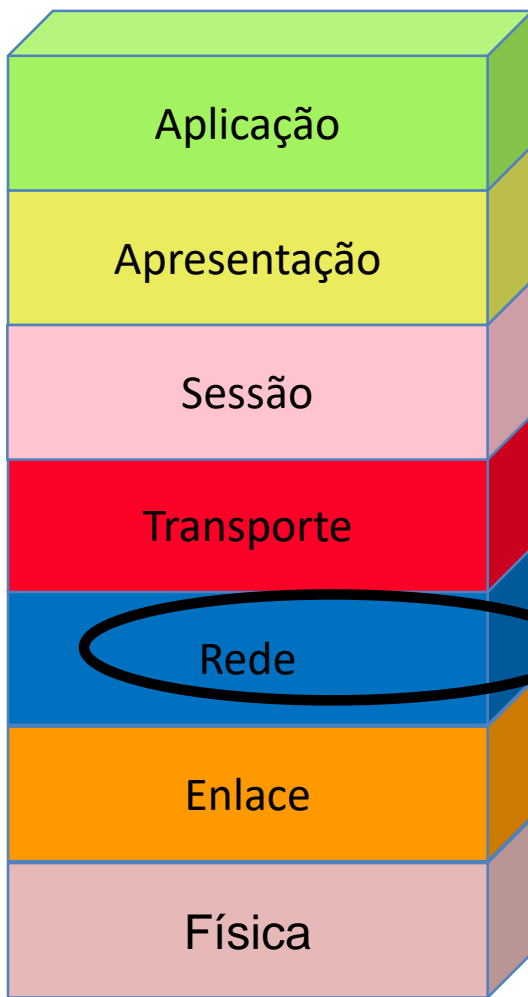 Aplicação
Apresentação
Sessão
Transporte
Rede
Enlace
Física